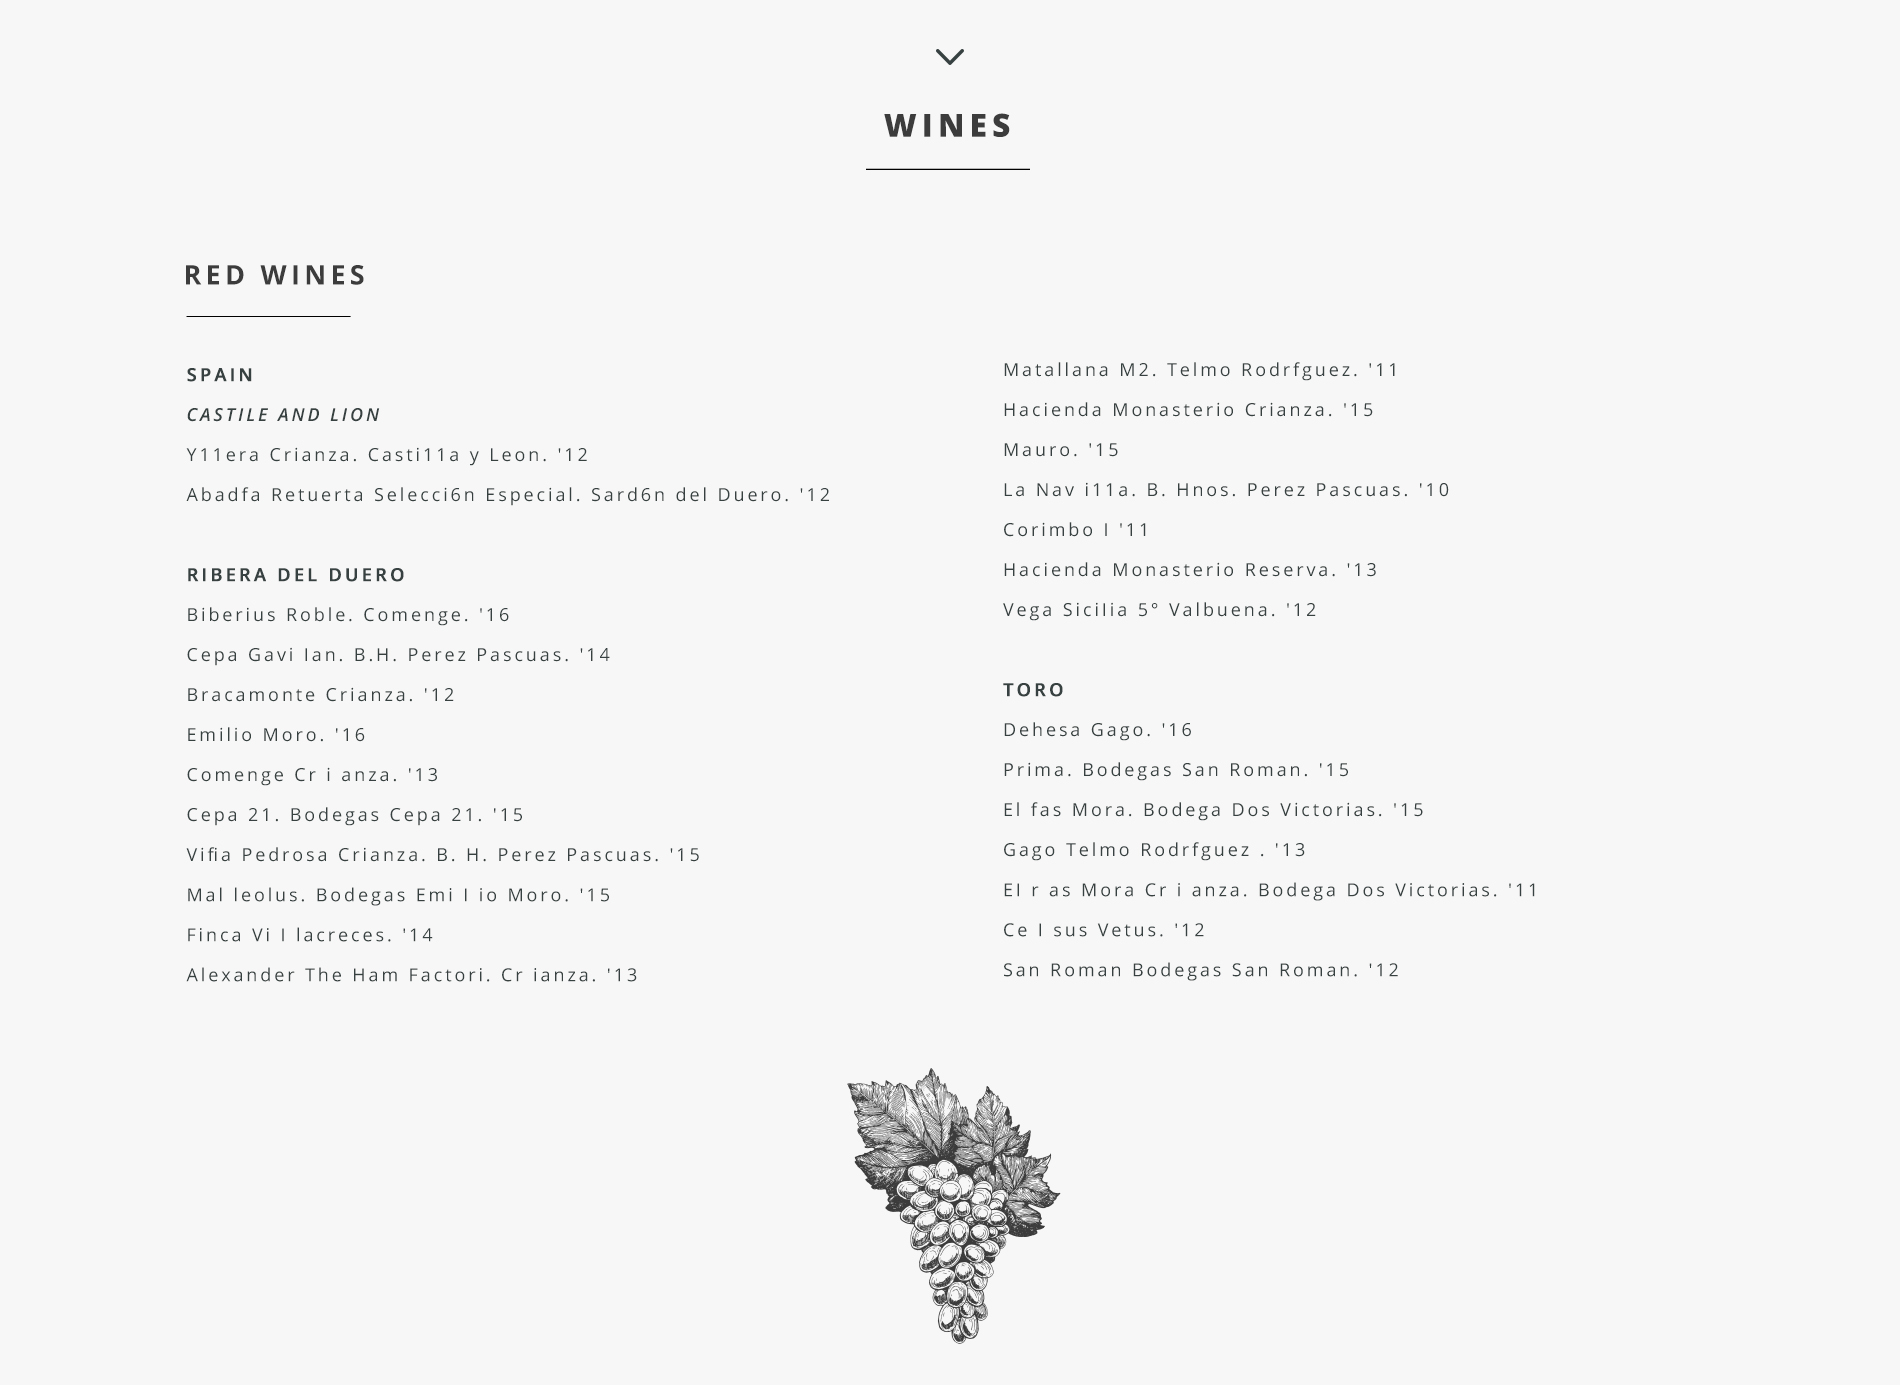 WINES
RED WINES
SPAIN
CASTILE AND LION
Y11era Crianza. Casti11a y Leon. '12
Abadfa Retuerta Selecci6n Especial. Sard6n del Duero. '12
RIBERA DEL DUERO
Biberius Roble. Comenge. '16
Cepa Gavi Ian. B.H. Perez Pascuas. '14
Bracamonte Crianza. '12
Emilio Moro. '16
Comenge Cr i anza. '13
Cepa 21. Bodegas Cepa 21. '15
Vifia Pedrosa Crianza. B. H. Perez Pascuas. '15
Mal leolus. Bodegas Emi I io Moro. '15
Finca Vi I lacreces. '14
Alexander The Ham Factori. Cr ianza. '13
Matallana M2. Telmo Rodrfguez. '11
Hacienda Monasterio Crianza. '15
Mauro. '15
La Nav i11a. B. Hnos. Perez Pascuas. '10
Corimbo I '11
Hacienda Monasterio Reserva. '13
Vega SiciIia 5° Valbuena. '12
TORO
Dehesa Gago. '16
Prima. Bodegas San Roman. '15
El fas Mora. Bodega Dos Victorias. '15
Gago Telmo Rodrfguez . '13
EI r as Mora Cr i anza. Bodega Dos Victorias. '11
Ce I sus Vetus. '12
San Roman Bodegas San Roman. '12